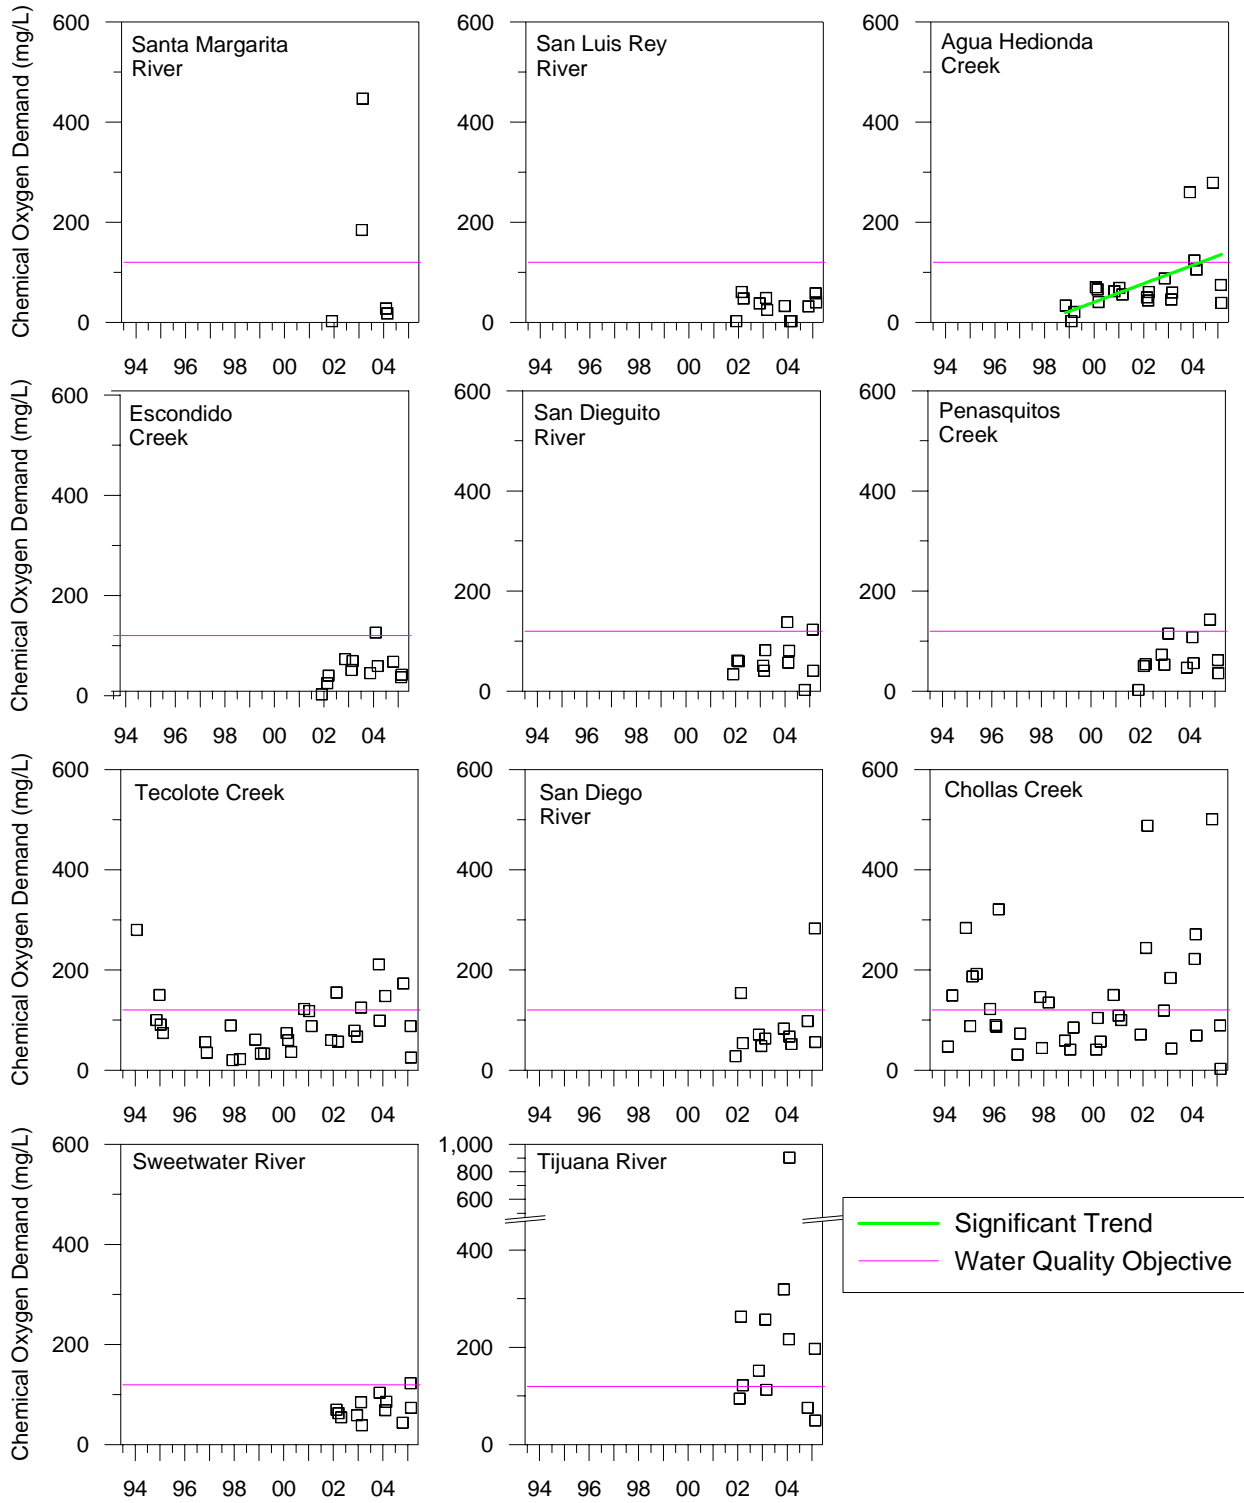 Chemical Oxygen Demand (mg/L)
600
400
200
0
Santa Margarita
River
94 96 98 00 02 04
600
400
200
0
San Luis Rey
River
94 96 98 00 02 04
600
400
200
0
Agua Hedionda
Creek
94 96 98 00 02 04
Chemical Oxygen Demand (mg/L)
600
400
200
0
Escondido
Creek
94 96 98 00 02 04
600
400
200
0
San Dieguito
River
94 96 98 00 02 04
600
400
200
0
Penasquitos
Creek
94 96 98 00 02 04
Chemical Oxygen Demand (mg/L)
600
400
200
0
Tecolote Creek
94 96 98 00 02 04
600
400
200
0
San Diego
River
94 96 98 00 02 04
600
400
200
0
Chollas Creek
94 96 98 00 02 04
Chemical Oxygen Demand (mg/L)
600
400
200
0
Sweetwater River
94 96 98 00 02 04
1,000
800
600
400
200
0
Tijuana River
94 96 98 00 02 04
Significant Trend
Water Quality Objective